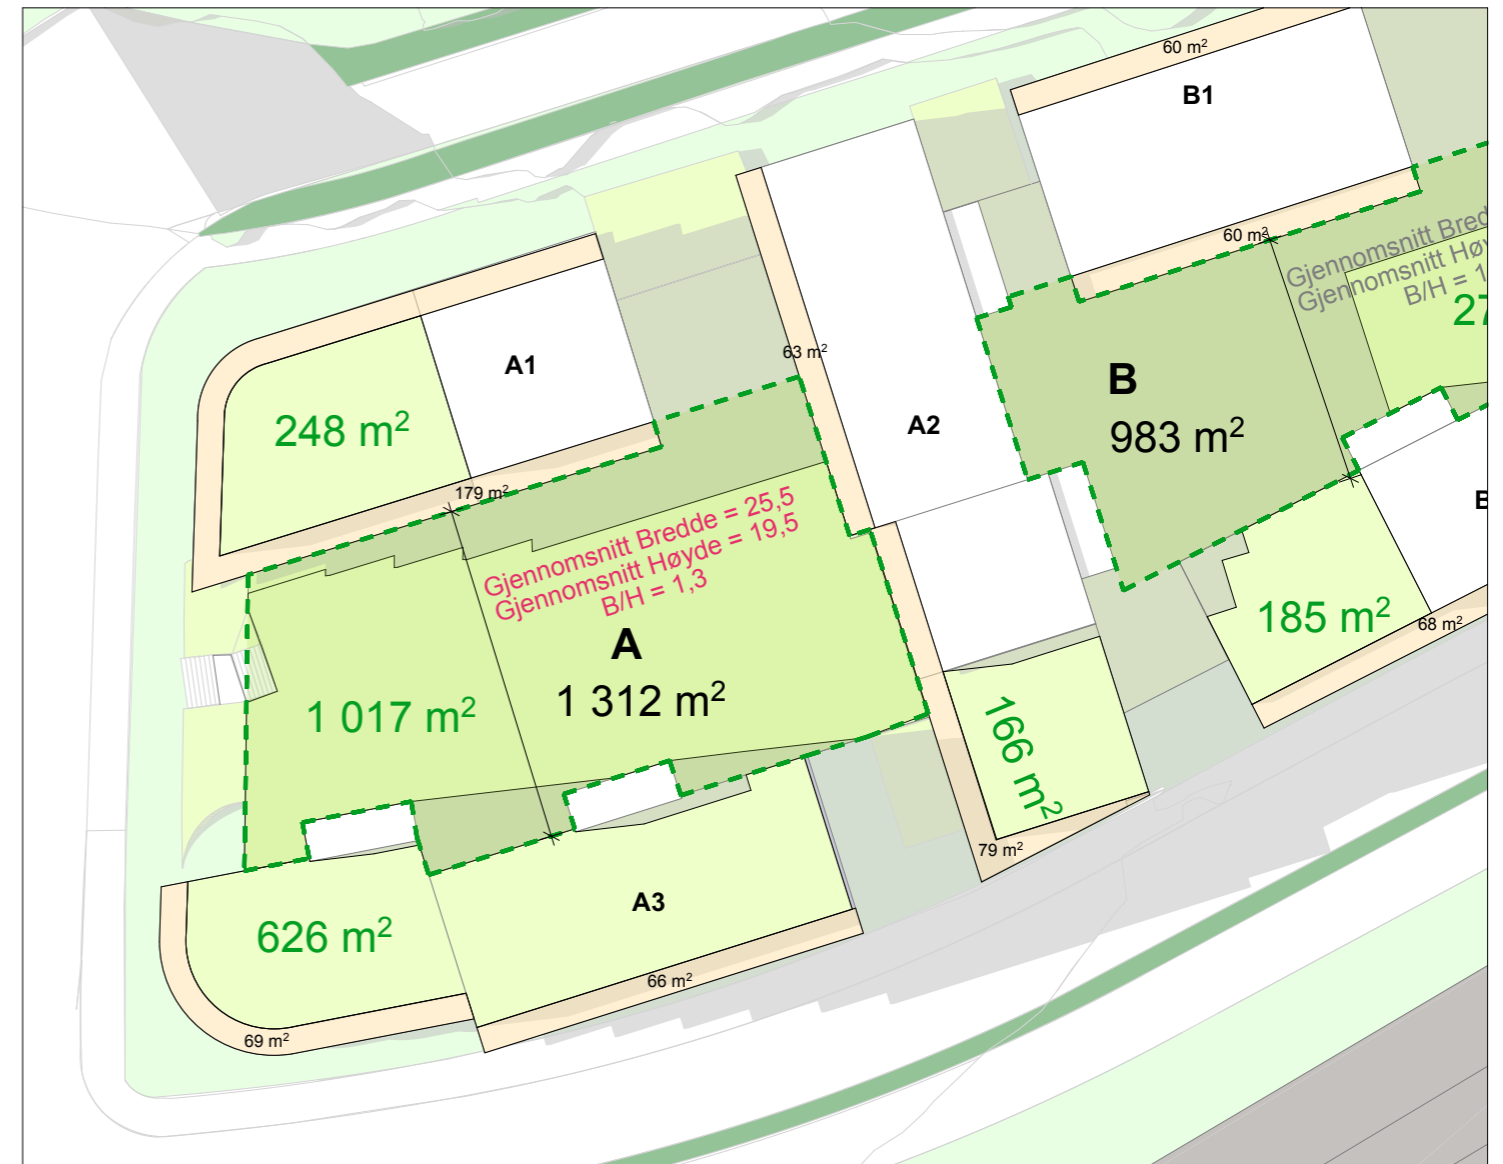 60 m²
B1
60 m²
Gjennomsnitt
Gjennomsnitt
B/H = 1
27
A1
63 m²
B
983 m²
248 m²
A2
179 m²
Gjennomsnitt Bredde = 25,5
Gjennomsnitt Høyde = 19,5
B/H = 1,3
A
1 312 m²
1 017 m²
185 m²
68 m²
166 m²
79 m²
A3
626 m²
66 m²
69 m²